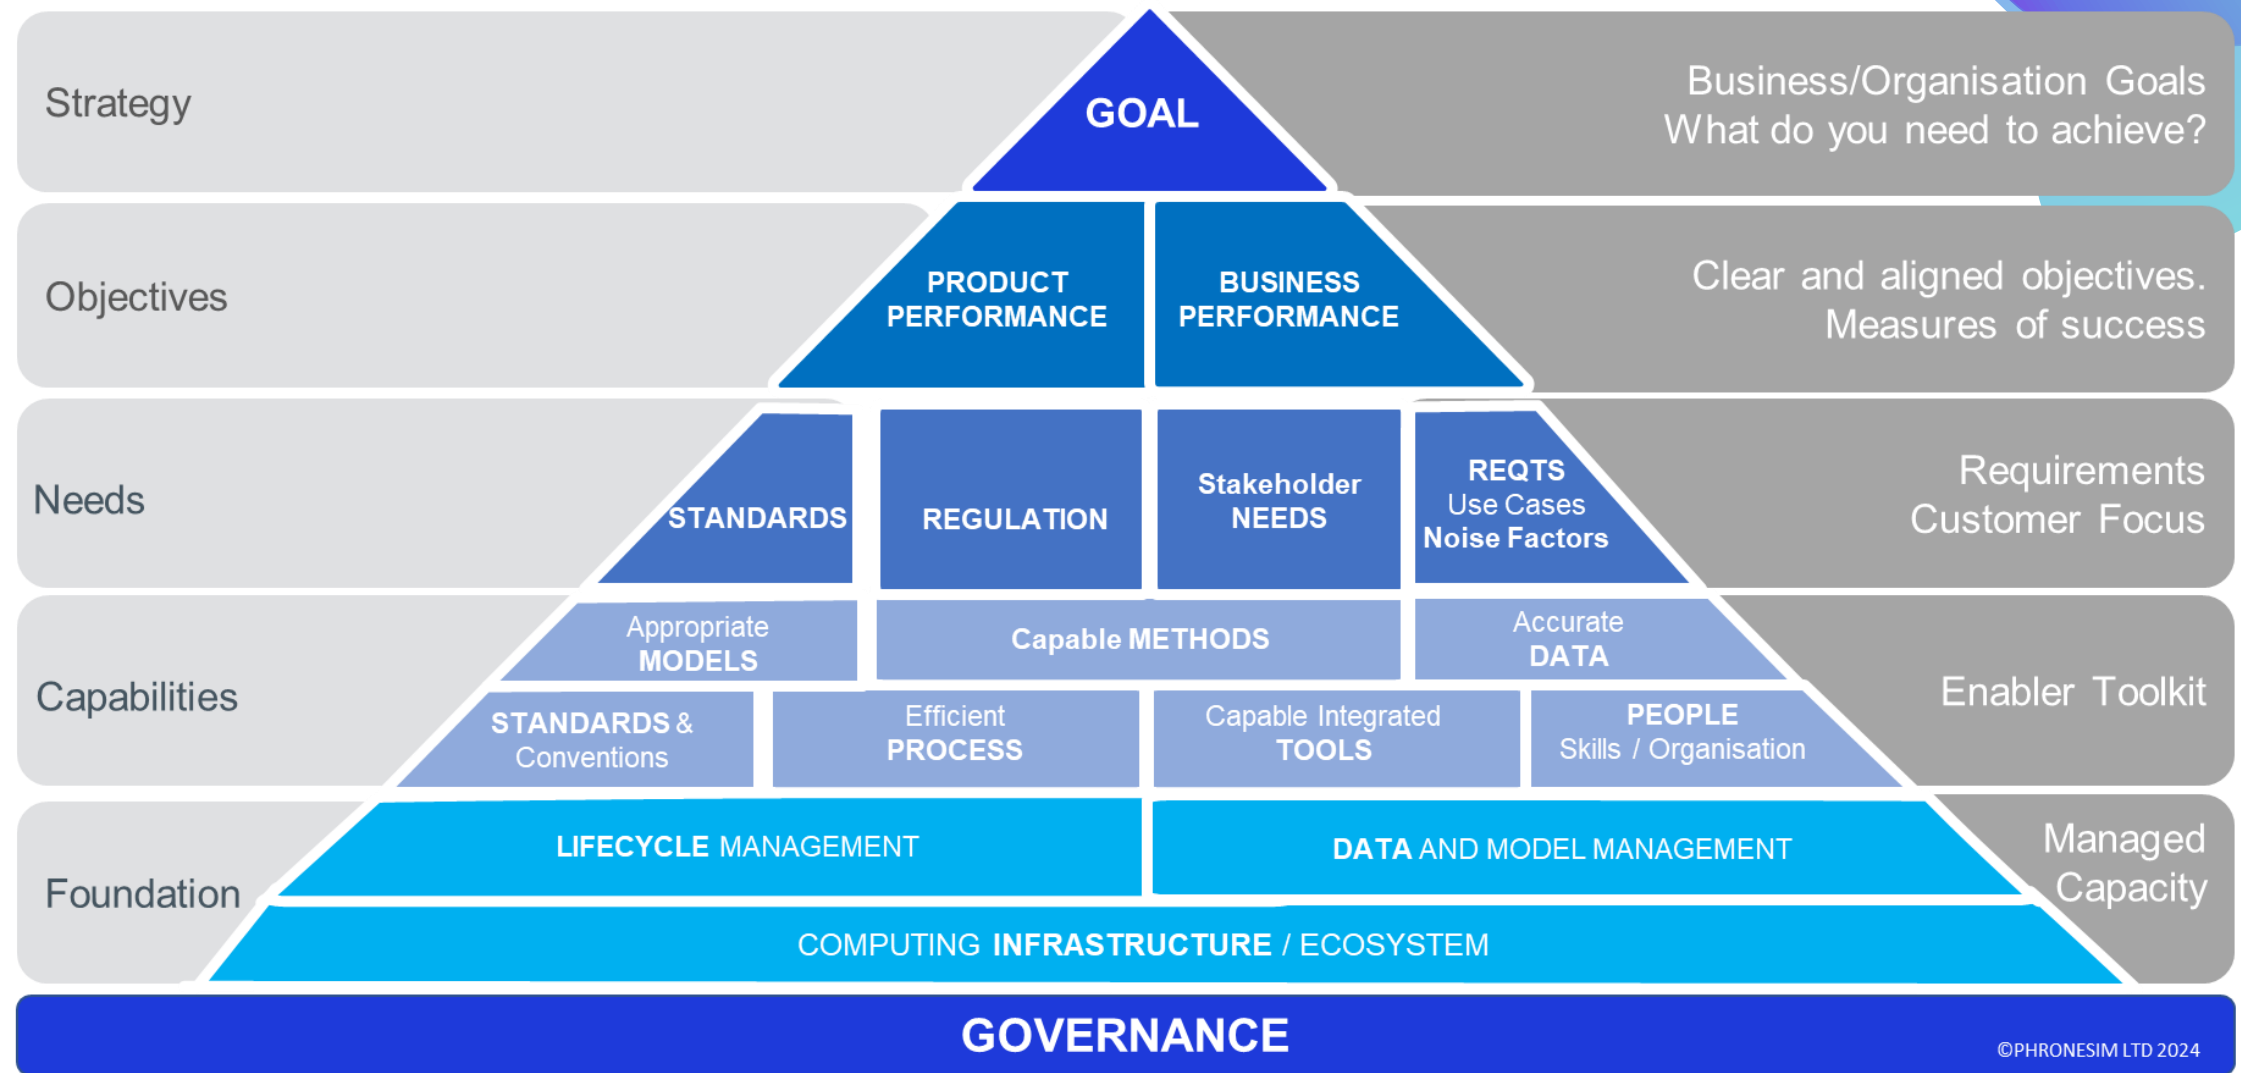 Strategy
GOAL
Business/Organisation Goals
What do you need to achieve?
Objectives
PRODUCT
PERFORMANCE
BUSINESS
PERFORMANCE
Clear and aligned objectives.
Measures of success
Needs
STANDARDS
REGULATION
Stakeholder
NEEDS
REQTS
Use Cases
Noise Factors
Requirements
Customer Focus
Capabilities
Appropriate
MODELS
Capable METHODS
Accurate
DATA
STANDARDS &
Conventions
Efficient
PROCESS
Capable Integrated
TOOLS
PEOPLE
Skills / Organisation
Enabler Toolkit
Foundation
LIFECYCLE MANAGEMENT
DATA AND MODEL MANAGEMENT
COMPUTING INFRASTRUCTURE / ECOSYSTEM
Managed
Capacity
GOVERNANCE
©PHRONESIM LTD 2024